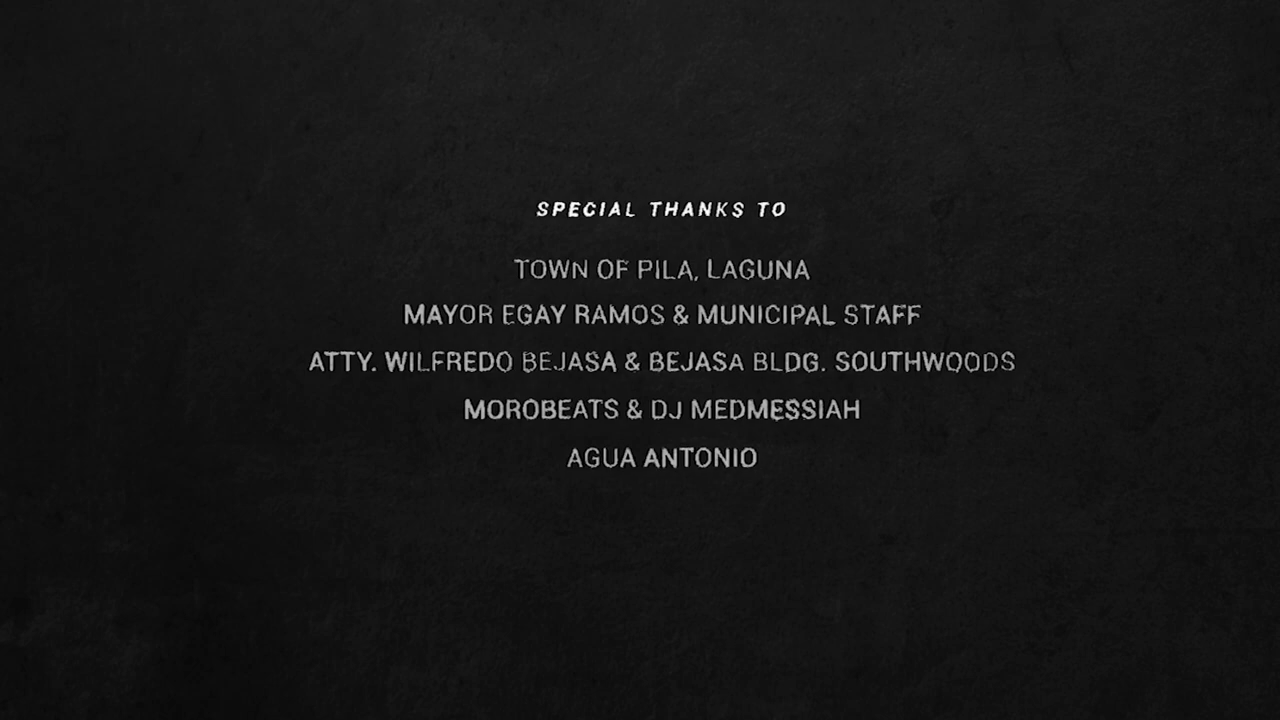 SPECIAL THANKS TO
TOWN OF PILA, LAGUNA
MAYOR EGAY RAMOS & MUNICIPAL STAFF
ATTY. WILFREDO BEJASA & BEJASA BLDG. SOUTHWOODS
MOROBEATS & DJ MEDMESSIAH
AGUA ANTONIO